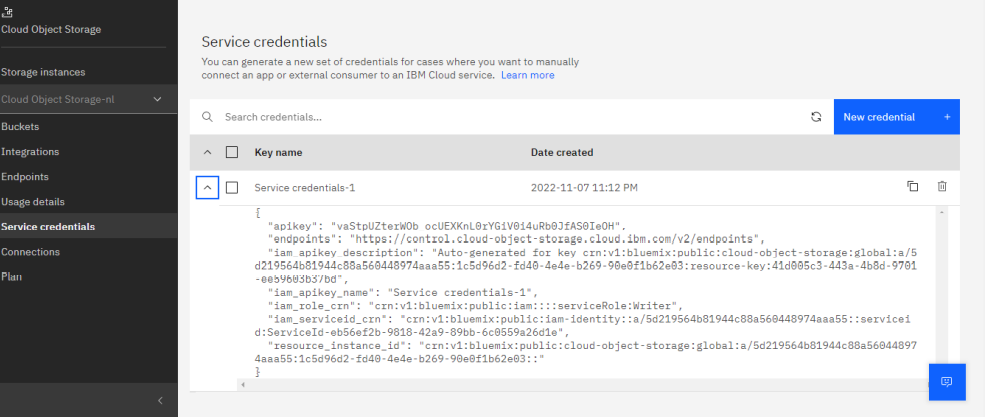 Cloud Object Storage
Storage instances
Cloud Object Storage-nl
Buckets
Integrations
Endpoints
Usage details
Service credentials
Connections
Plan
Service credentials
You can generate a new set of credentials for cases where you want to manually
connect an app or external consumer to an IBM Cloud service. Learn more
Search credentials...
New credential +
Key name Date created
Service credentials-1 2022-11-07 11:12 PM
{
"apikey": "vaStpUZterWOb ocUEXKnL0rYGiV0i4uRb0JfAS0IeOH",
"endpoints": "https://control.cloud-object-storage.cloud.ibm.com/v2/endpoints",
"iam_apikey_description": "Auto-generated for key crn:v1:bluemix:public:cloud-object-storage:global:a/5
d219564b81944c88a560448974aaa55:1c5d96d2-fd40-4e4e-b269-90e0f1b62e03:resource-key:41d005c3-443a-4b8d-9701
-ee59603b37bd",
"iam_apikey_name": "Service credentials-1",
"iam_role_crn": "crn:v1:bluemix:public:iam::::serviceRole:Writer",
"iam_serviceid_crn": "crn:v1:bluemix:public:iam-identity::a/5d219564b81944c88a560448974aaa55::servicei
d:ServiceId-eb56ef2b-9818-42a9-89bb-6c0559a26d1e",
"resource_instance_id": "crn:v1:bluemix:public:cloud-object-storage:global:a/5d219564b81944c88a56044897
4aaa55:1c5d96d2-fd40-4e4e-b269-90e0f1b62e03::"
}